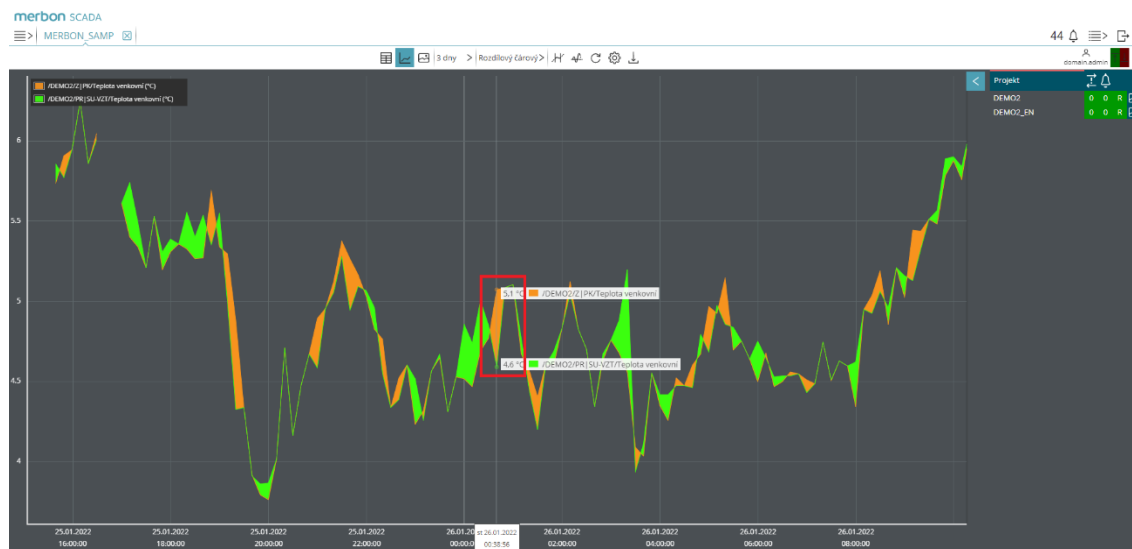 merbon SCADA
MERBON_SAMP
44
3 dny > Rozdílový čárový >
domain.admin
/DEMO2/Z|PK/Teplota venkovní (°C)
/DEMO2/PR|SU-VZT/Teplota venkovní (°C)
Projekt
DEMO2 0 0 R
DEMO2_EN 0 0 R
6
5.5
5
4.5
4
5.1 °C /DEMO2/Z|PK/Teplota venkovní
4.6 °C /DEMO2/PR|SU-VZT/Teplota venkovní
25.01.2022 25.01.2022 25.01.2022 25.01.2022 26.01.20 st 26.01.2022 26.01.2022 26.01.2022 26.01.2022 26.01.2022
16:00:00 18:00:00 20:00:00 22:00:00 00:00:0 00:38:56 02:00:00 04:00:00 06:00:00 08:00:00